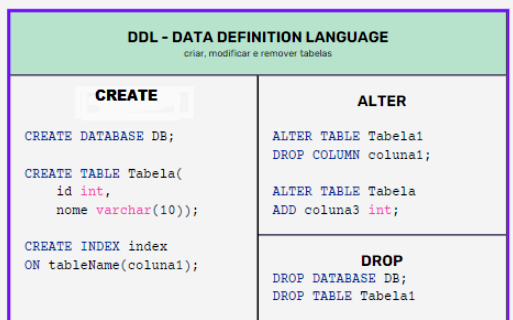 DDL - DATA DEFINITION LANGUAGE
criar, modificar e remover tabelas
CREATE
CREATE DATABASE DB;
CREATE TABLE Tabela(
id int,
nome varchar(10));
CREATE INDEX index
ON tableName(coluna1);
ALTER
ALTER TABLE Tabela1
DROP COLUMN coluna1;
ALTER TABLE Tabela
ADD coluna3 int;
DROP
DROP DATABASE DB;
DROP TABLE Tabela1